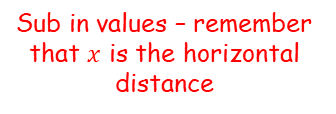 Sub in values – remember
that x is the horizontal
distance